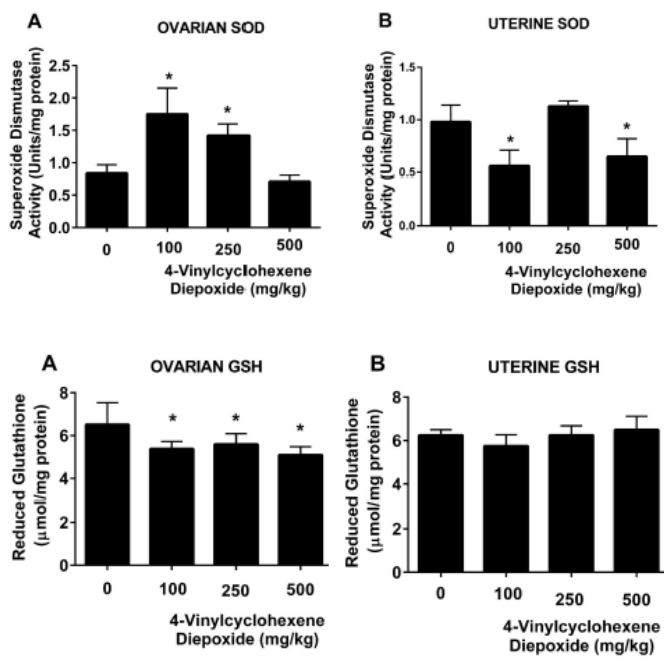 A
OVARIAN SOD
Superoxide Dismutase
Activity (Units/mg protein)
2.5
2.0
1.5
1.0
0.5
0.0
*
*
0
100
250
500
4-Vinylcyclohexene
Diepoxide (mg/kg)
B
UTERINE SOD
Superoxide Dismutase
Activity (Units/mg protein)
1.5
1.0
0.5
0.0
*
*
0
100
250
500
4-Vinylcyclohexene
Diepoxide (mg/kg)
A
OVARIAN GSH
Reduced Glutathione
(μmol/mg protein)
8
6
4
2
0
*
*
*
0
100
250
500
4-Vinylcyclohexene
Diepoxide (mg/kg)
B
UTERINE GSH
Reduced Glutathione
(μmol/mg protein)
8
6
4
2
0
0
100
250
500
4-Vinylcyclohexene
Diepoxide (mg/kg)